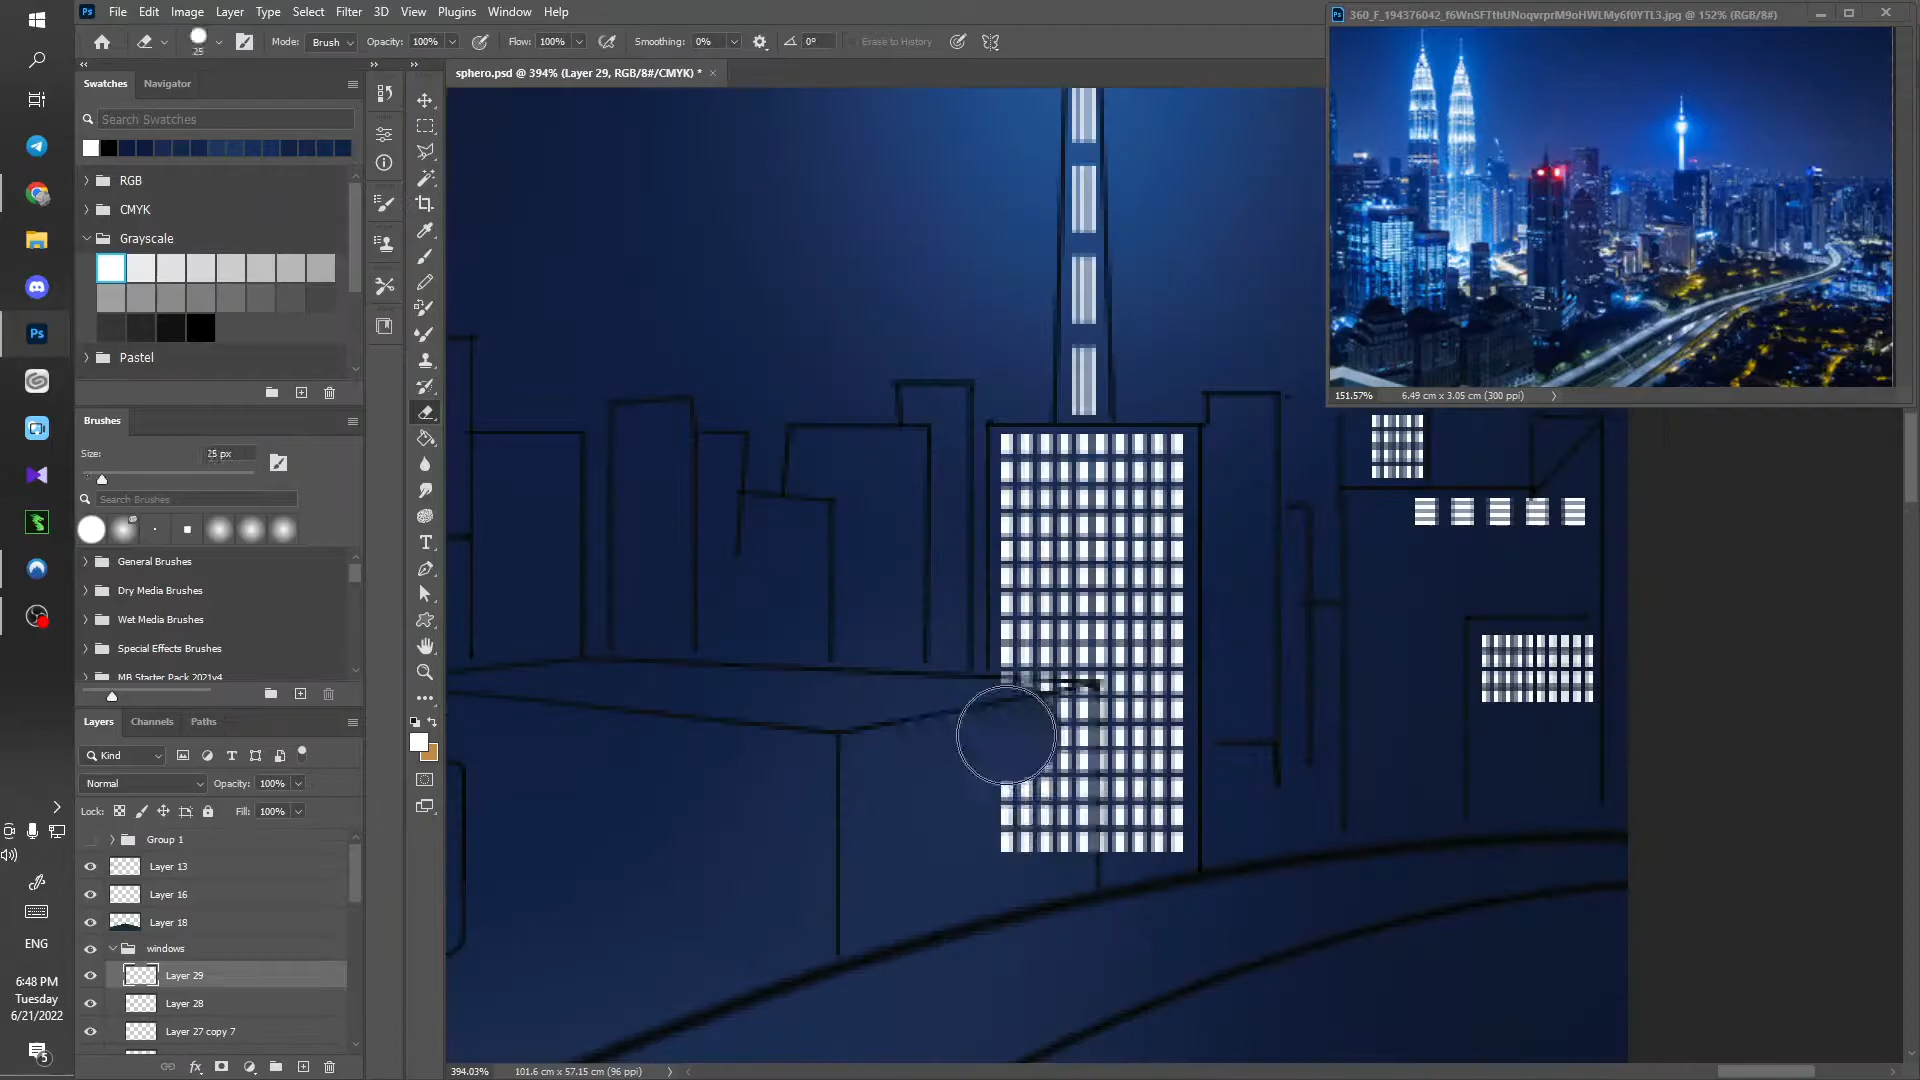 Ps File Edit Image Layer Type Select Filter 3D View Plugins Window Help
Ps 360_F_194376042_f6WnSFTthUNoqvrprM9oHWLMy6f0YTL3.jpg @ 152% (RGB/8#)
25 Mode: Brush Opacity: 100% Flow: 100% Smoothing: 0% 0° Erase to History
Swatches Navigator
sphero.psd @ 394% (Layer 29, RGB/8#/CMYK) *
Search Swatches
RGB
CMYK
Grayscale
Ps
Pastel
151.57% 6.49 cm x 3.05 cm (300 ppi)
Brushes
Size: 25 px
Search Brushes
General Brushes
Dry Media Brushes
Wet Media Brushes
Special Effects Brushes
MB Starter Pack 2021v4
Layers Channels Paths
Kind
Normal Opacity: 100%
Lock: Fill: 100%
Group 1
Layer 13
Layer 16
Layer 18
windows
Layer 29
Layer 28
Layer 27 copy 7
ENG
6:48 PM
Tuesday
6/21/2022
5
fx
394.03% 101.6 cm x 57.15 cm (96 ppi)